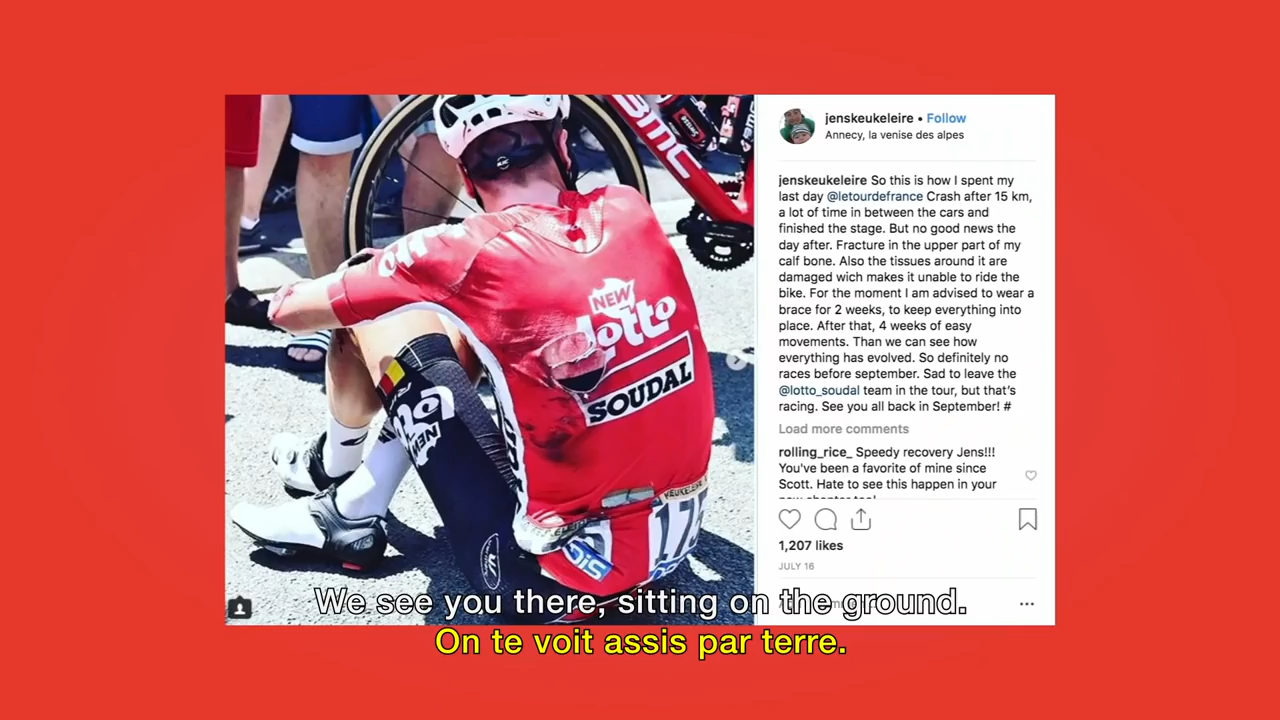 jenskeukeleire • Follow
Annecy, la venise des alpes
jenskeukeleire So this is how I spent my
last day @letourdefrance Crash after 15 km,
a lot of time in between the cars and
finished the stage. But no good news the
day after. Fracture in the upper part of my
calf bone. Also the tissues around it are
damaged wich makes it unable to ride the
bike. For the moment I am advised to wear a
brace for 2 weeks, to keep everything into
place. After that, 4 weeks of easy
movements. Than we can see how
everything has evolved. So definitely no
races before september. Sad to leave the
@lotto_soudal team in the tour, but that's
racing. See you all back in September! #
Load more comments
rolling_rice_ Speedy recovery Jens!!!
You've been a favorite of mine since
Scott. Hate to see this happen in your
1,207 likes
JULY 16
BMC
NEW
lotto
SOUDAL
NEW
175
We see you there, sitting on the ground.
On te voit assis par terre.